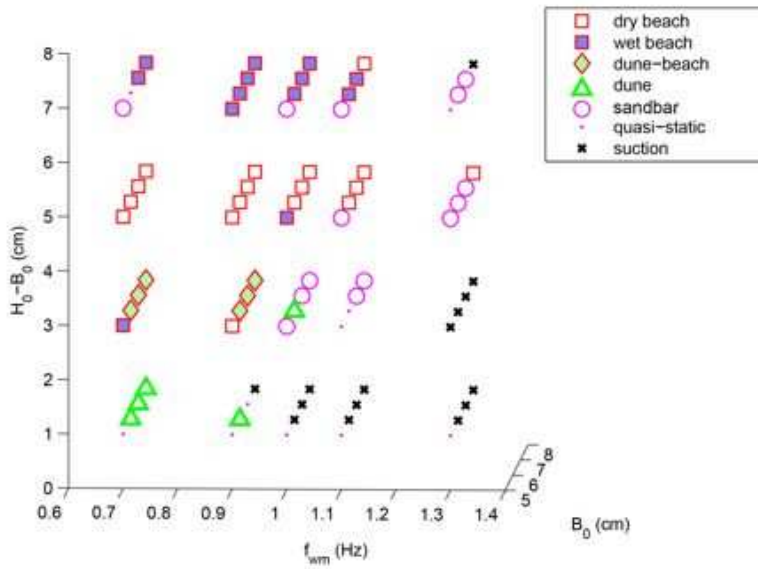 dry beach
wet beach
dune−beach
dune
sandbar
quasi−static
suction
8
7
6
5
4
3
2
1
0
H0−B0 (cm)
0.6 0.7 0.8 0.9 1.0 1.1 1.2 1.3 1.4
fwm (Hz)
8
7
6
5
B0 (cm)